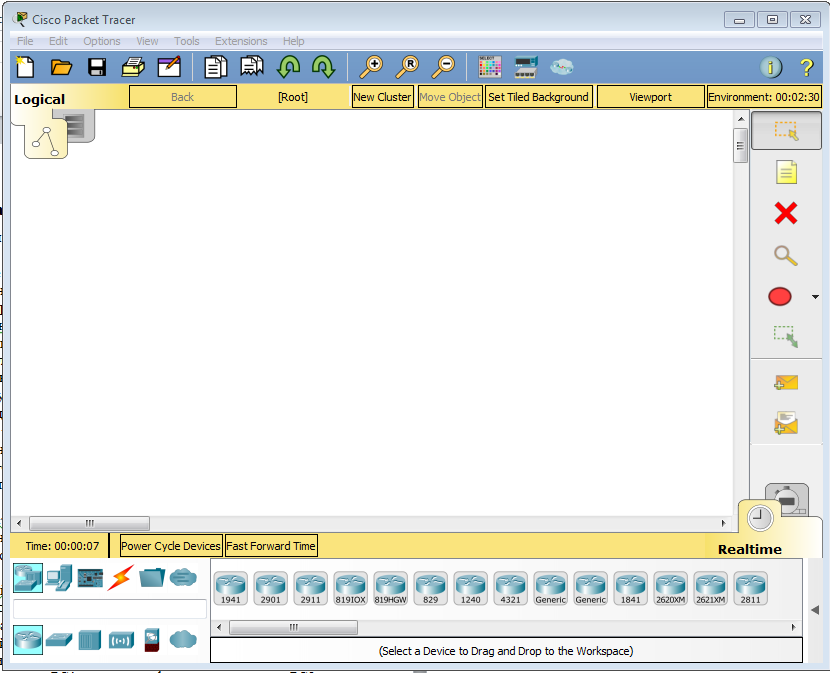 Cisco Packet Tracer
File Edit Options View Tools Extensions Help
Logical Back [Root] New Cluster Move Object Set Tiled Background Viewport Environment: 00:02:30
Time: 00:00:07 Power Cycle Devices Fast Forward Time
Realtime
1941 2901 2911 819IOX 819HGW 829 1240 4321 Generic Generic 1841 2620XM 2621XM 2811
(Select a Device to Drag and Drop to the Workspace)